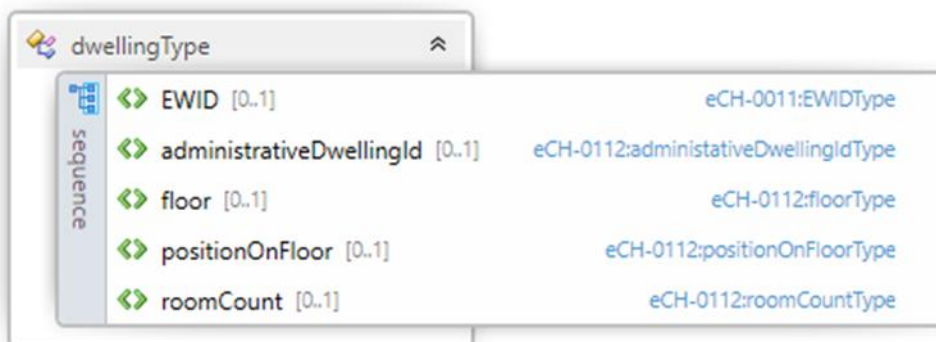 dwellingType
sequence
EWID [0..1] eCH-0011:EWIDType
administrativeDwellingId [0..1] eCH-0112:administativeDwellingIdType
floor [0..1] eCH-0112:floorType
positionOnFloor [0..1] eCH-0112:positionOnFloorType
roomCount [0..1] eCH-0112:roomCountType